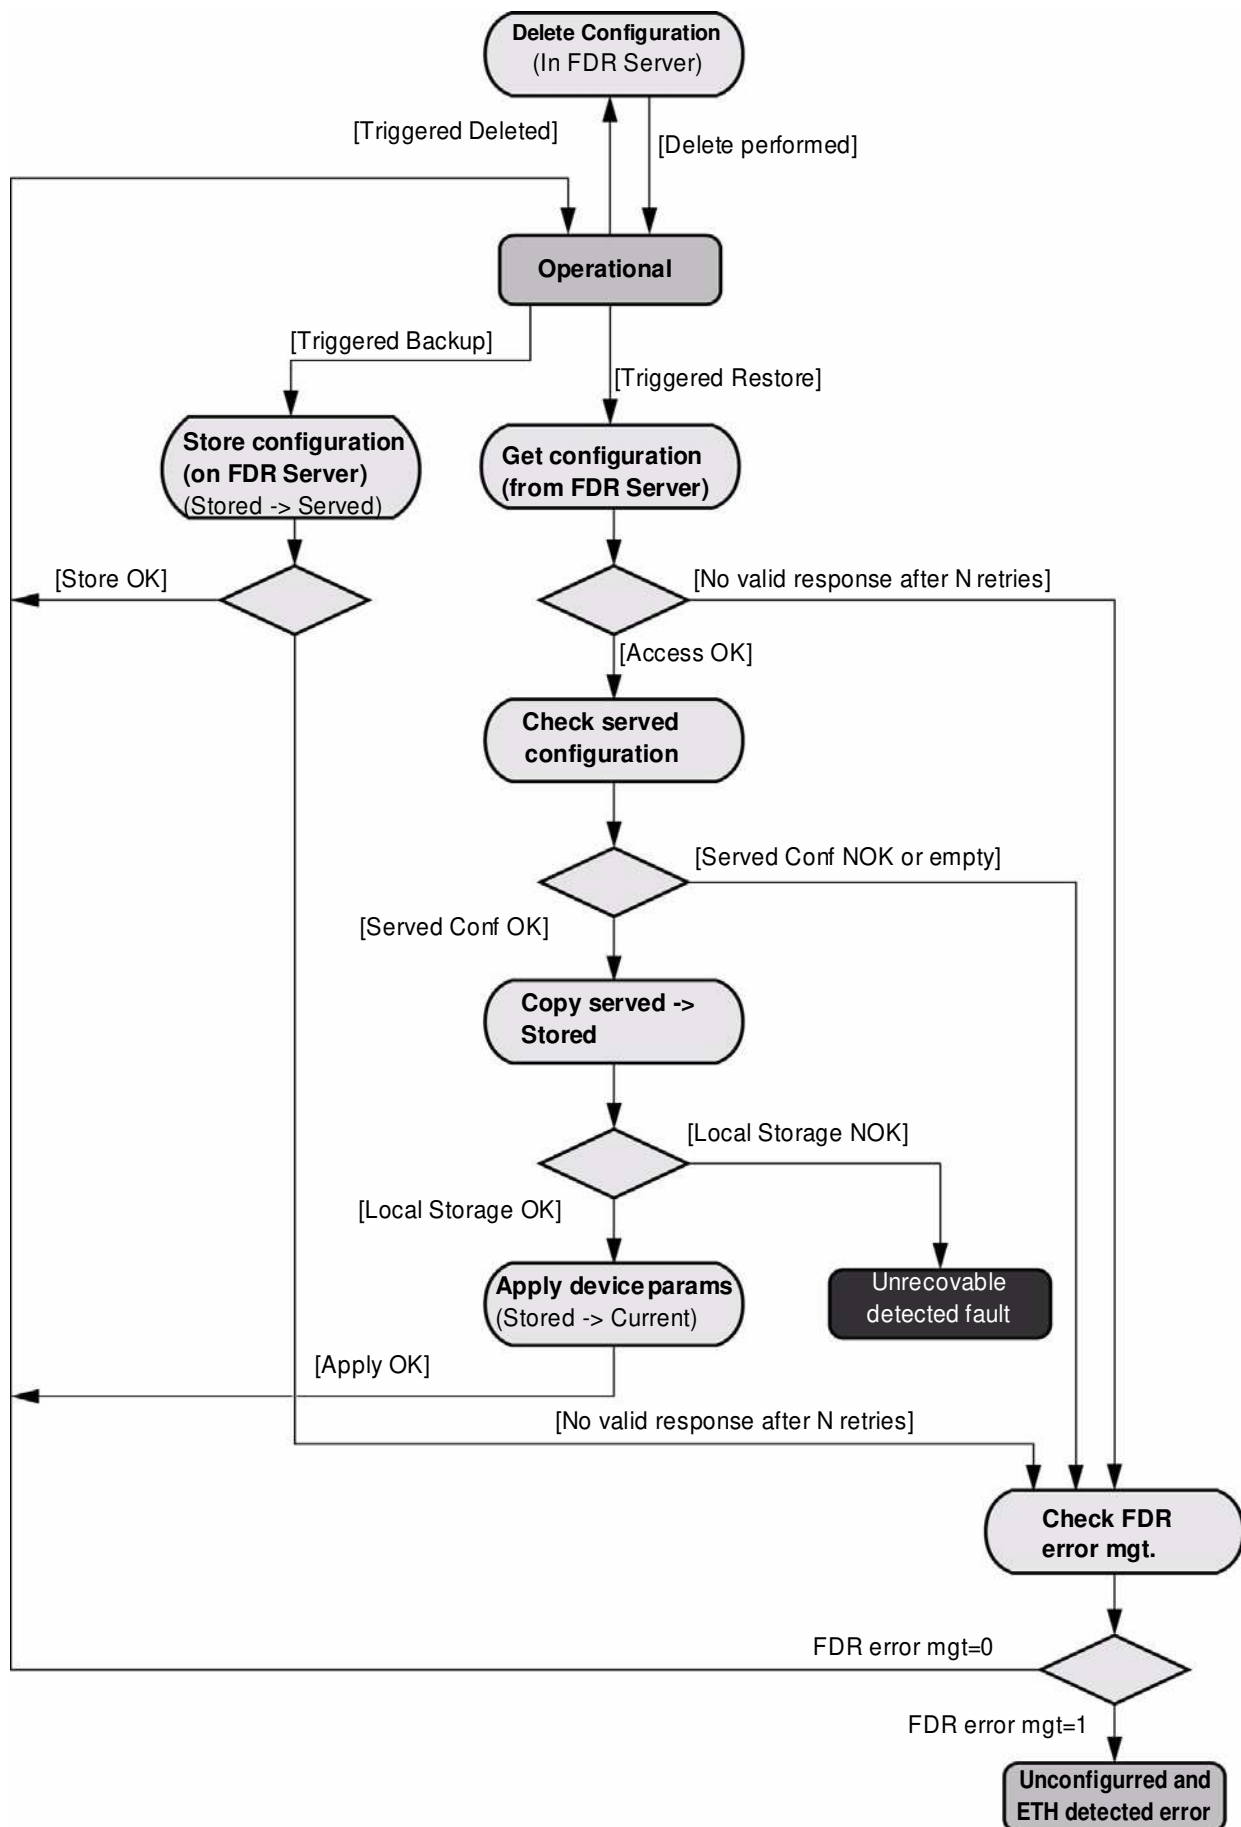 Delete Configuration
(In FDR Server)
[Triggered Deleted]
[Delete performed]
Operational
[Triggered Backup]
[Triggered Restore]
Store configuration
(on FDR Server)
(Stored -> Served)
Get configuration
(from FDR Server)
[Store OK]
[No valid response after N retries]
[Access OK]
Check served
configuration
[Served Conf NOK or empty]
[Served Conf OK]
Copy served ->
Stored
[Local Storage NOK]
[Local Storage OK]
Apply device params
(Stored -> Current)
Unrecovable
detected fault
[Apply OK]
[No valid response after N retries]
Check FDR
error mgt.
FDR error mgt=0
FDR error mgt=1
Unconfigurred and
ETH detected error